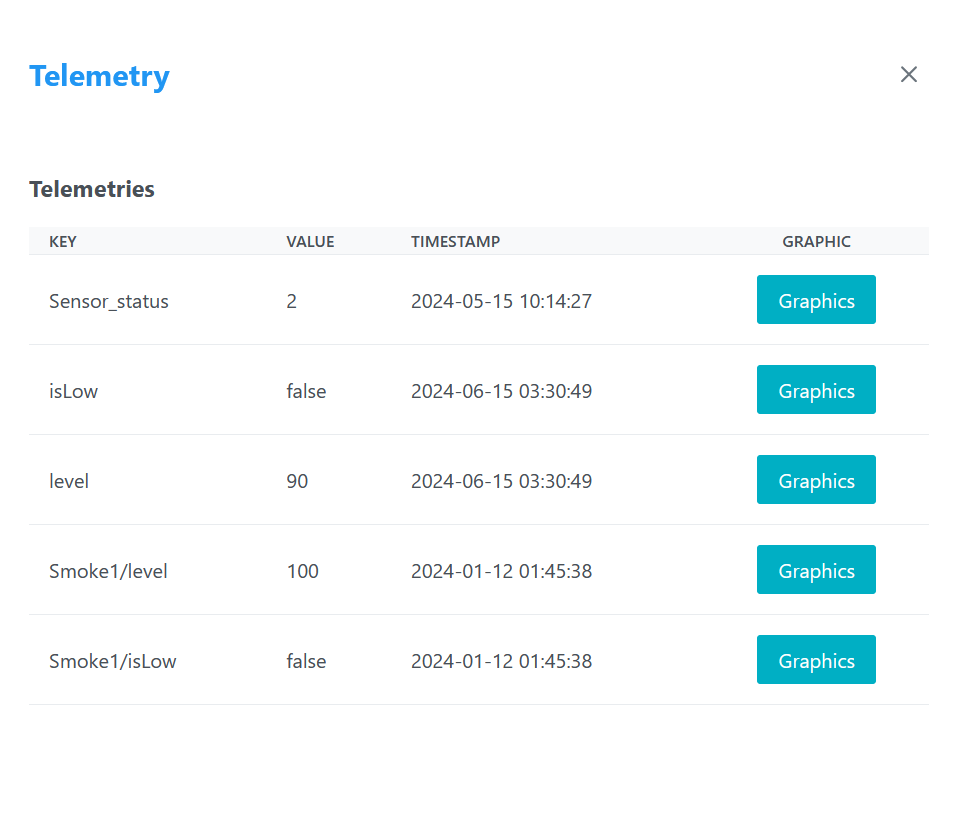 Telemetry
Telemetries
KEY VALUE TIMESTAMP GRAPHIC
Sensor_status 2 2024-05-15 10:14:27 Graphics
isLow false 2024-06-15 03:30:49 Graphics
level 90 2024-06-15 03:30:49 Graphics
Smoke1/level 100 2024-01-12 01:45:38 Graphics
Smoke1/isLow false 2024-01-12 01:45:38 Graphics